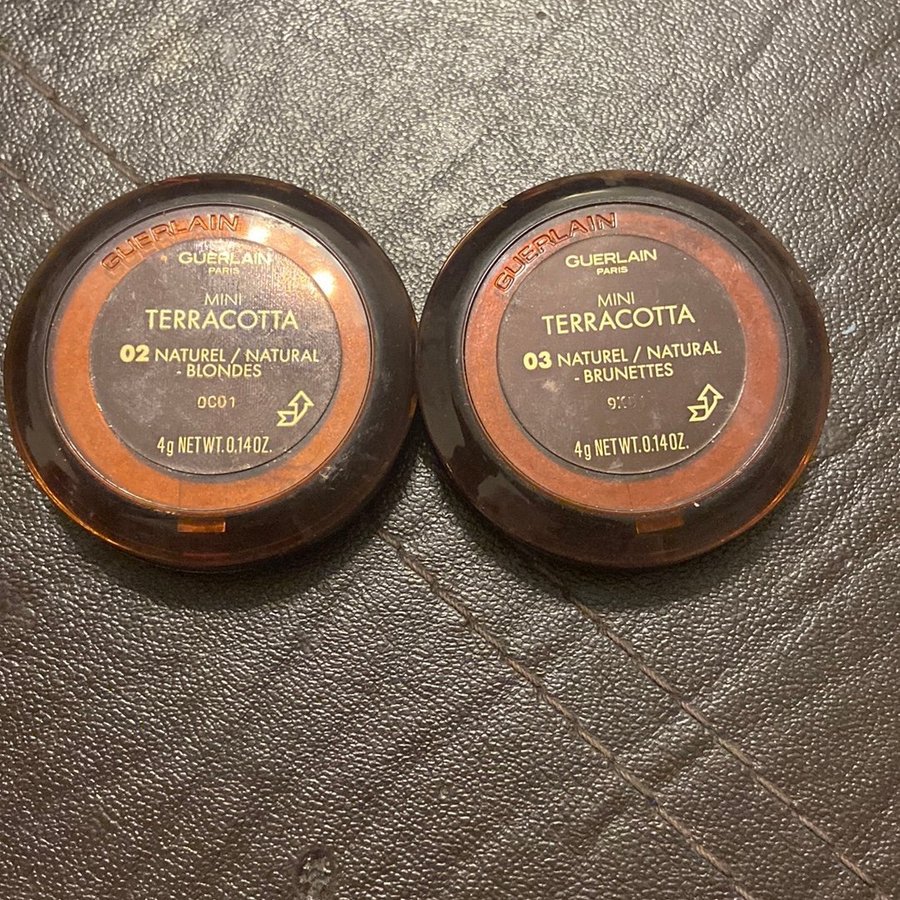 GUERLAIN
GUERLAIN
PARIS
MINI
TERRACOTTA
02 NATUREL / NATURAL
- BLONDES
0C01
4g NET WT. 0.14 OZ.
GUERLAIN
GUERLAIN
PARIS
MINI
TERRACOTTA
03 NATUREL / NATURAL
- BRUNETTES
4g NET WT. 0.14 OZ.